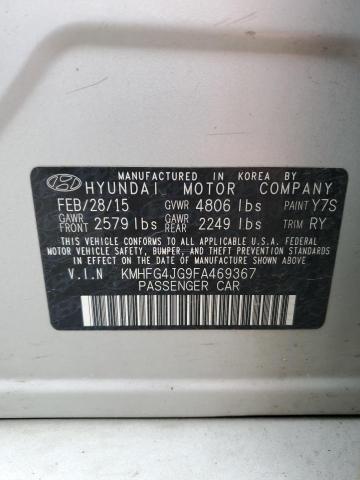 MANUFACTURED IN KOREA BY
HYUNDAI MOTOR COMPANY
FEB/28/15 GVWR 4806 lbs PAINT Y7S
GAWR FRONT 2579 lbs GAWR REAR 2249 lbs TRIM RY
THIS VEHICLE CONFORMS TO ALL APPLICABLE U.S.A. FEDERAL
MOTOR VEHICLE SAFETY, BUMPER, AND THEFT PREVENTION STANDARDS
IN EFFECT ON THE DATE OF MANUFACTURE SHOWN ABOVE.
V.I.N KMHFG4JG9FA469367
PASSENGER CAR